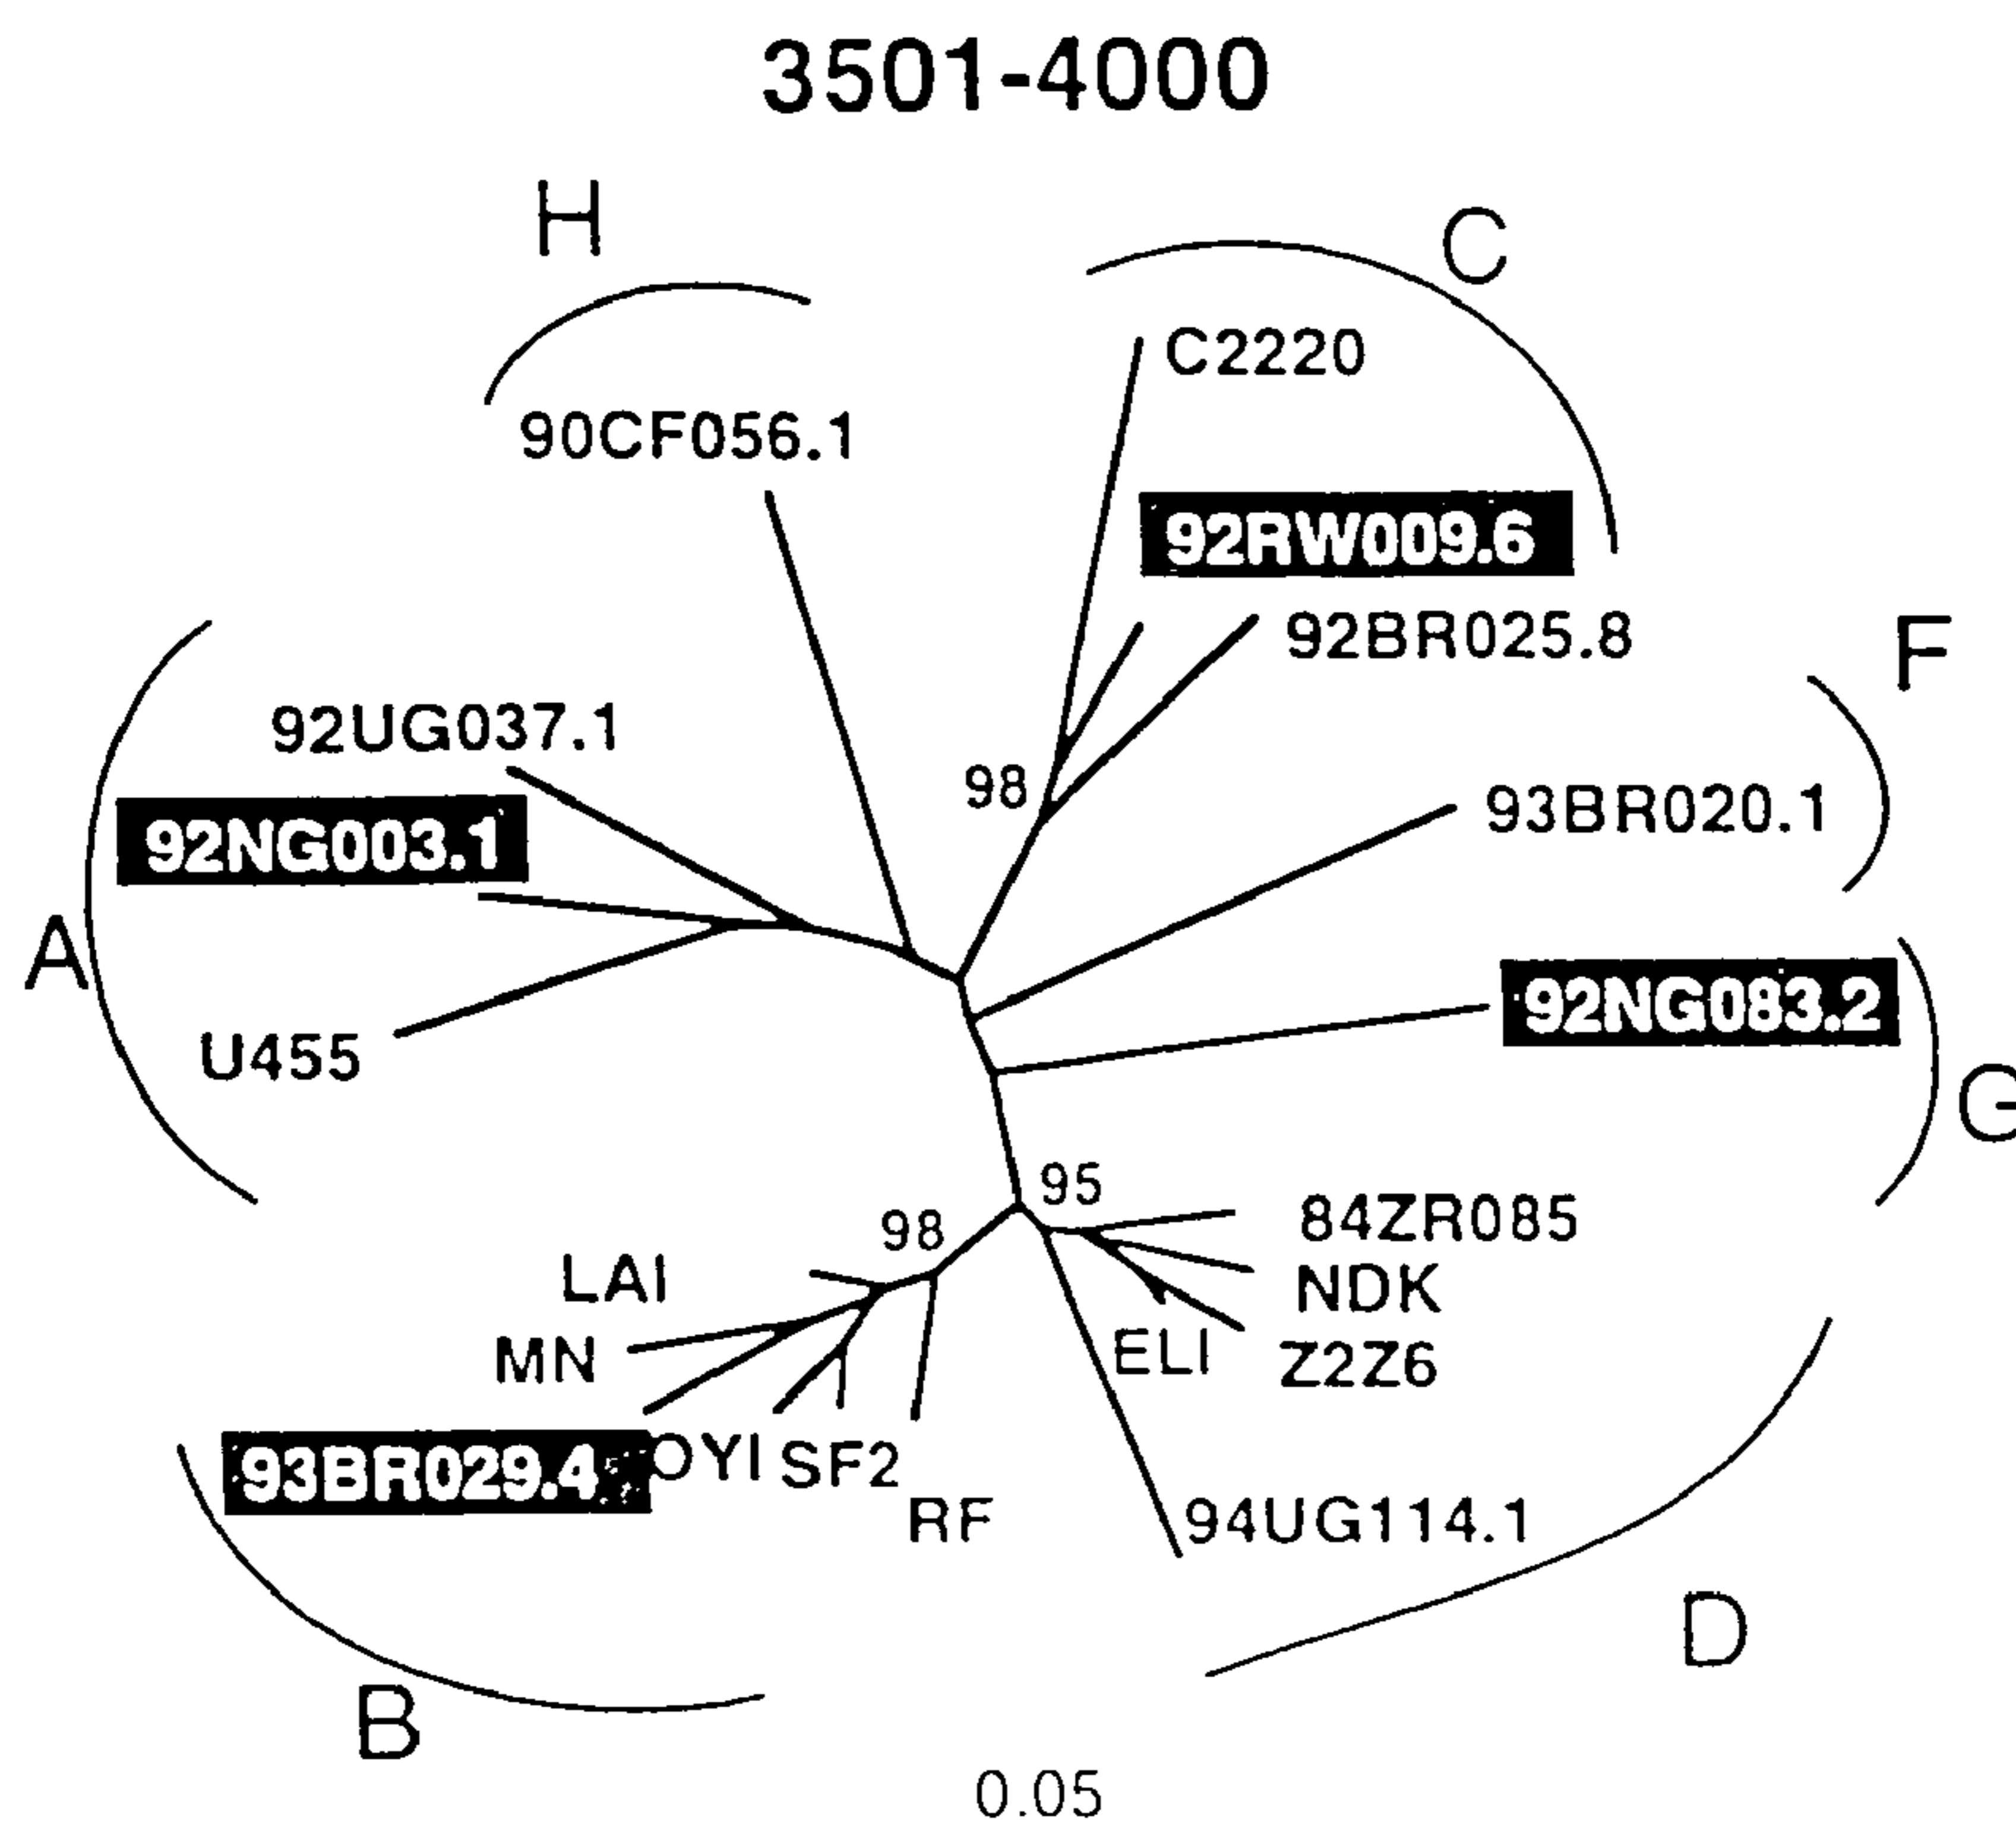 3501-4000
H
C
C2220
90CF056.1
92RW009.6
92BR025.8
F
92UG037.1
98
93BR020.1
92NG003.1
A
92NG083.2
U455
G
95
98
84ZR085
LAI
NDK
MN
ELI
Z2Z6
93BR029.4
OYI
SF2
RF
94UG114.1
D
B
0.05